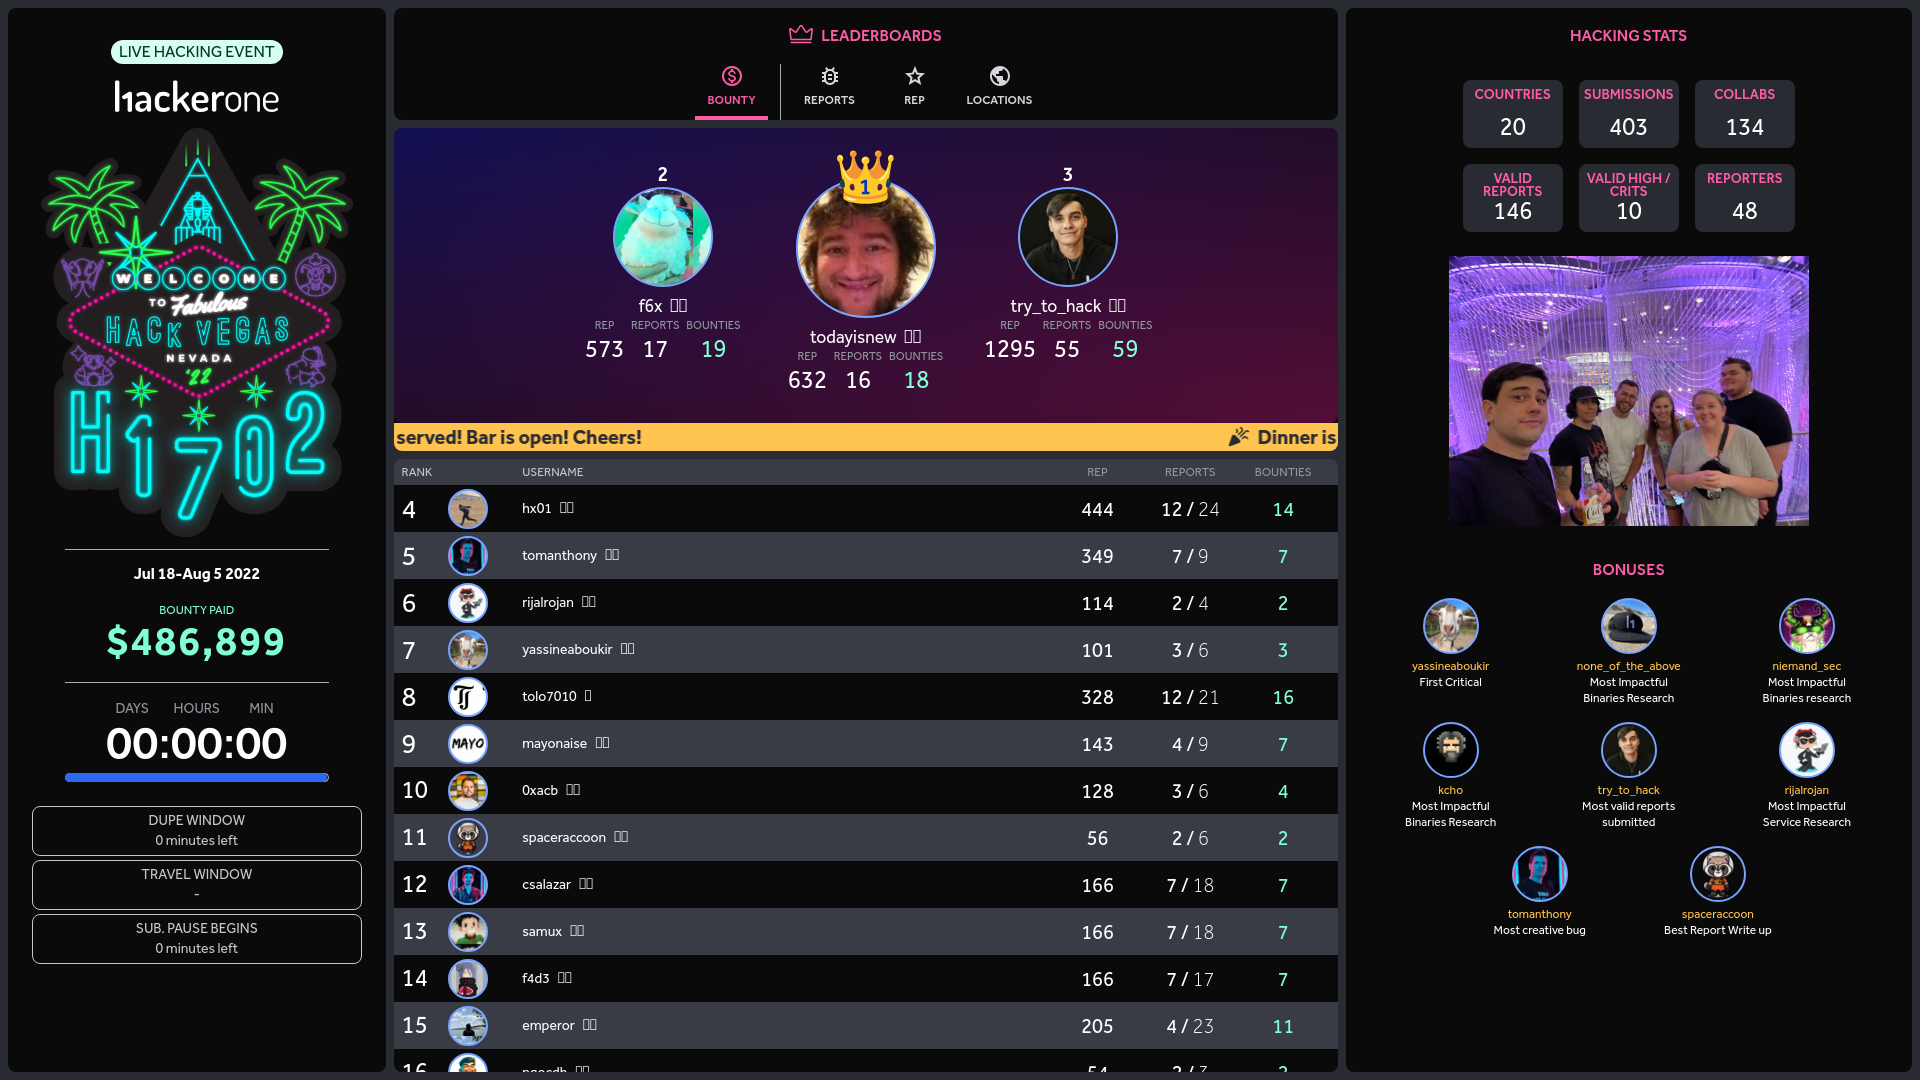 LIVE HACKING EVENT
hackerone
WELCOME
TO Fabulous
HACK VEGAS
NEVADA
'22
H1702
Jul 18-Aug 5 2022
BOUNTY PAID
$486,899
DAYS HOURS MIN
00:00:00
DUPE WINDOW
0 minutes left
TRAVEL WINDOW
-
SUB. PAUSE BEGINS
0 minutes left
LEADERBOARDS
BOUNTY REPORTS REP LOCATIONS
2
f6x
REP REPORTS BOUNTIES
573 17 19
1
todayisnew
REP REPORTS BOUNTIES
632 16 18
3
try_to_hack
REP REPORTS BOUNTIES
1295 55 59
served! Bar is open! Cheers! Dinner is
RANK USERNAME REP REPORTS BOUNTIES
4 hx01 444 12 / 24 14
5 tomanthony 349 7 / 9 7
6 rijalrojan 114 2 / 4 2
7 yassineaboukir 101 3 / 6 3
8 tolo7010 328 12 / 21 16
9 MAYO mayonaise 143 4 / 9 7
10 0xacb 128 3 / 6 4
11 spaceraccoon 56 2 / 6 2
12 csalazar 166 7 / 18 7
13 samux 166 7 / 18 7
14 f4d3 166 7 / 17 7
15 emperor 205 4 / 23 11
HACKING STATS
COUNTRIES
20
SUBMISSIONS
403
COLLABS
134
VALID
REPORTS
146
VALID HIGH /
CRITS
10
REPORTERS
48
BONUSES
yassineaboukir
First Critical
none_of_the_above
Most Impactful
Binaries Research
niemand_sec
Most Impactful
Binaries research
kcho
Most Impactful
Binaries Research
try_to_hack
Most valid reports
submitted
rijalrojan
Most Impactful
Service Research
tomanthony
Most creative bug
spaceraccoon
Best Report Write up